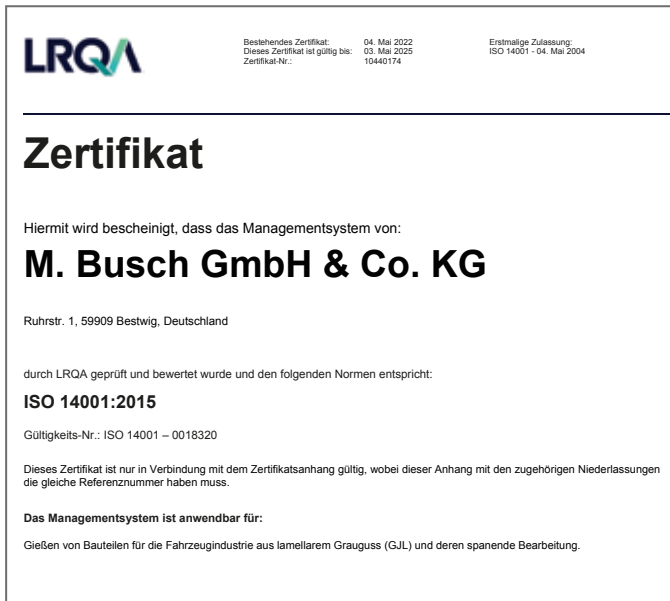 LRQA
Bestehendes Zertifikat: 04. Mai 2022
Dieses Zertifikat ist gültig bis: 03. Mai 2025
Zertifikat-Nr.: 10440174
Erstmalige Zulassung:
ISO 14001 - 04. Mai 2004
Zertifikat
Hiermit wird bescheinigt, dass das Managementsystem von:
M. Busch GmbH & Co. KG
Ruhrstr. 1, 59909 Bestwig, Deutschland
durch LRQA geprüft und bewertet wurde und den folgenden Normen entspricht:
ISO 14001:2015
Gültigkeits-Nr.: ISO 14001 – 0018320
Dieses Zertifikat ist nur in Verbindung mit dem Zertifikatsanhang gültig, wobei dieser Anhang mit den zugehörigen Niederlassungen
die gleiche Referenznummer haben muss.
Das Managementsystem ist anwendbar für:
Gießen von Bauteilen für die Fahrzeugindustrie aus lamellarem Grauguss (GJL) und deren spanende Bearbeitung.